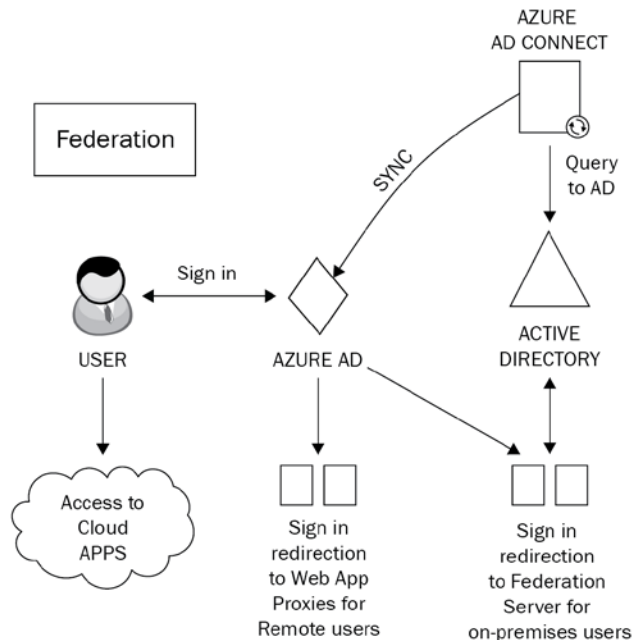 AZURE
AD CONNECT
Federation
SYNC
Query
to AD
Sign in
USER
AZURE AD
ACTIVE
DIRECTORY
Access to
Cloud
APPS
Sign in
redirection
to Web App
Proxies for
Remote users
Sign in
redirection
to Federation
Server for
on-premises users